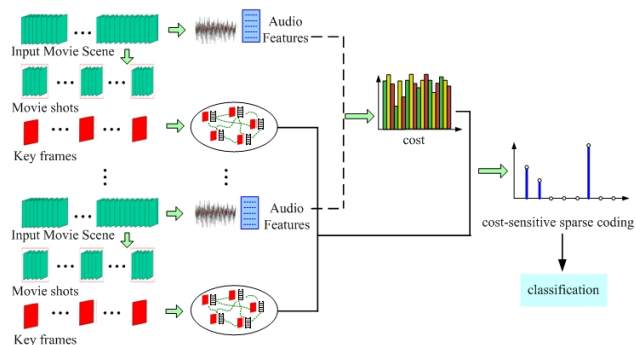 Audio
Features
Input Movie Scene
Movie shots
Key frames
cost
Audio
Features
Input Movie Scene
cost-sensitive sparse coding
Movie shots
classification
Key frames